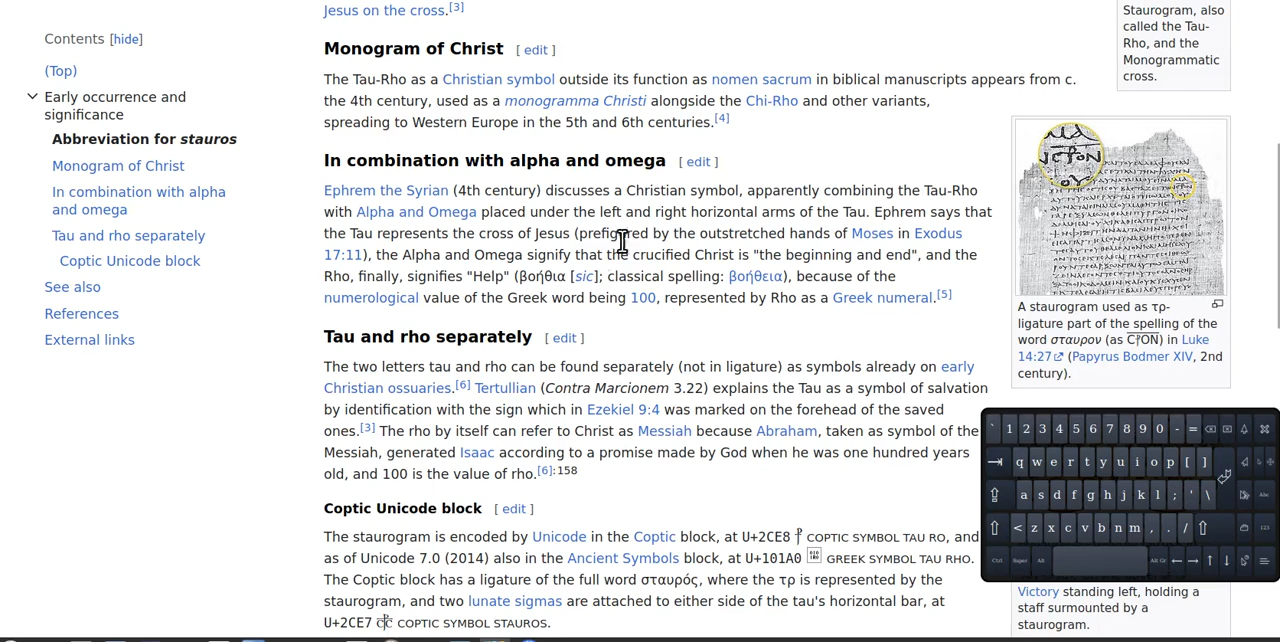 Jesus on the cross.[3]
Contents [hide]
(Top)
Early occurrence and
significance
Abbreviation for stauros
Monogram of Christ
In combination with alpha
and omega
Tau and rho separately
Coptic Unicode block
See also
References
External links
Monogram of Christ [ edit ]
The Tau-Rho as a Christian symbol outside its function as nomen sacrum in biblical manuscripts appears from c.
the 4th century, used as a monogramma Christi alongside the Chi-Rho and other variants,
spreading to Western Europe in the 5th and 6th centuries.[4]
In combination with alpha and omega [ edit ]
Ephrem the Syrian (4th century) discusses a Christian symbol, apparently combining the Tau-Rho
with Alpha and Omega placed under the left and right horizontal arms of the Tau. Ephrem says that
the Tau represents the cross of Jesus (prefigured by the outstretched hands of Moses in Exodus
17:11), the Alpha and Omega signify that the crucified Christ is "the beginning and end", and the
Rho, finally, signifies "Help" (βοήθια [sic]; classical spelling: βοήθεια), because of the
numerological value of the Greek word being 100, represented by Rho as a Greek numeral.[5]
Tau and rho separately [ edit ]
The two letters tau and rho can be found separately (not in ligature) as symbols already on early
Christian ossuaries.[6] Tertullian (Contra Marcionem 3.22) explains the Tau as a symbol of salvation
by identification with the sign which in Ezekiel 9:4 was marked on the forehead of the saved
ones.[3] The rho by itself can refer to Christ as Messiah because Abraham, taken as symbol of the
Messiah, generated Isaac according to a promise made by God when he was one hundred years
old, and 100 is the value of rho.[6]:158
Coptic Unicode block [ edit ]
The staurogram is encoded by Unicode in the Coptic block, at U+2CE8 ⳨ COPTIC SYMBOL TAU RO, and
as of Unicode 7.0 (2014) also in the Ancient Symbols block, at U+101A0 GREEK SYMBOL TAU RHO.
The Coptic block has a ligature of the full word σταυρός, where the τρ is represented by the
staurogram, and two lunate sigmas are attached to either side of the tau's horizontal bar, at
U+2CE7 ⳧ COPTIC SYMBOL STAUROS.
Staurogram, also
called the Tau-
Rho, and the
Monogrammatic
cross.
A staurogram used as τρ-
ligature part of the spelling of the
word σταυρον (as C⳨ON) in Luke
14:27 (Papyrus Bodmer XIV, 2nd
century).
` 1 2 3 4 5 6 7 8 9 0 - =
q w e r t y u i o p [ ]
a s d f g h j k l ; ' \ Abc
< z x c v b n m , . / 123
Ctrl Super Alt Alt Gr
Victory standing left, holding a
staff surmounted by a
staurogram.